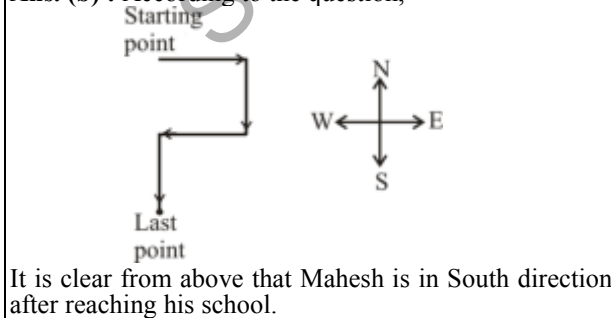 Starting
point
N
W
E
S
Last
point
It is clear from above that Mahesh is in South direction
after reaching his school.